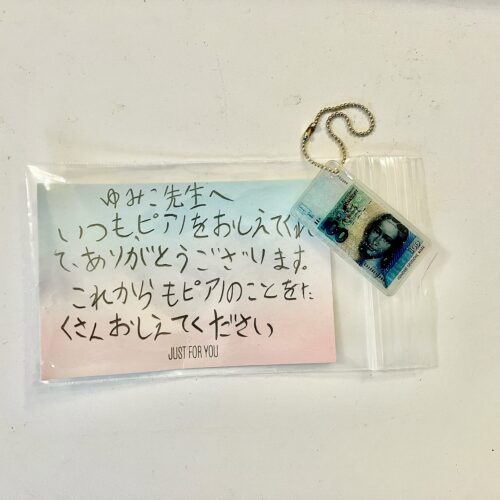 ゆみこ先生へ
いつも、ピアノをおしえてくれ
て、ありがとうございます。
これからもピアノのことをた
くさんおしえてください
JUST FOR YOU